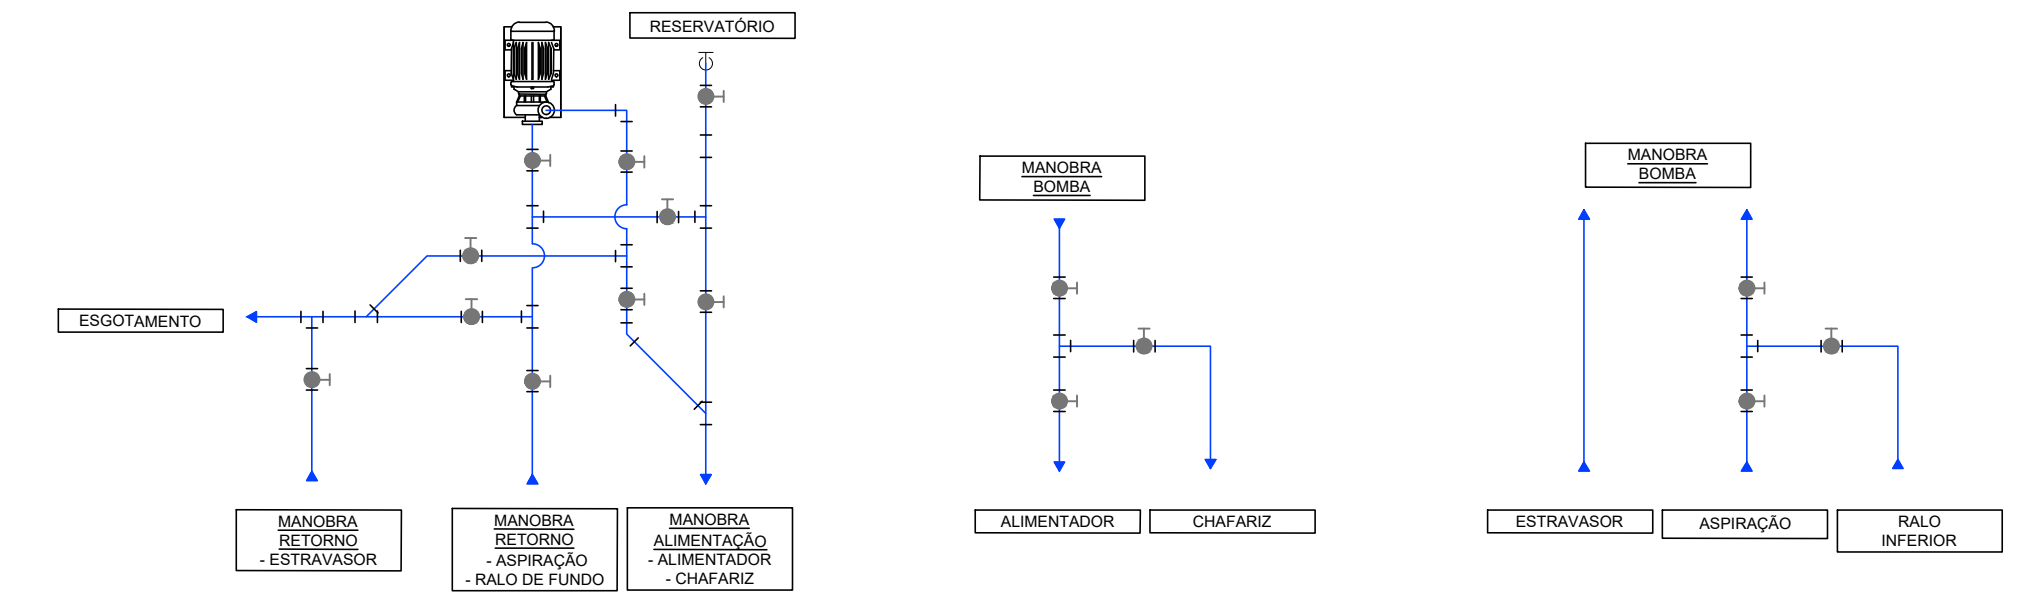 RESERVATÓRIO
ESGOTAMENTO
MANOBRA
RETORNO
- ESTRAVASOR
MANOBRA
RETORNO
- ASPIRAÇÃO
- RALO DE FUNDO
MANOBRA
ALIMENTAÇÃO
- ALIMENTADOR
- CHAFARIZ
MANOBRA
BOMBA
ALIMENTADOR
CHAFARIZ
MANOBRA
BOMBA
ESTRAVASOR
ASPIRAÇÃO
RALO
INFERIOR